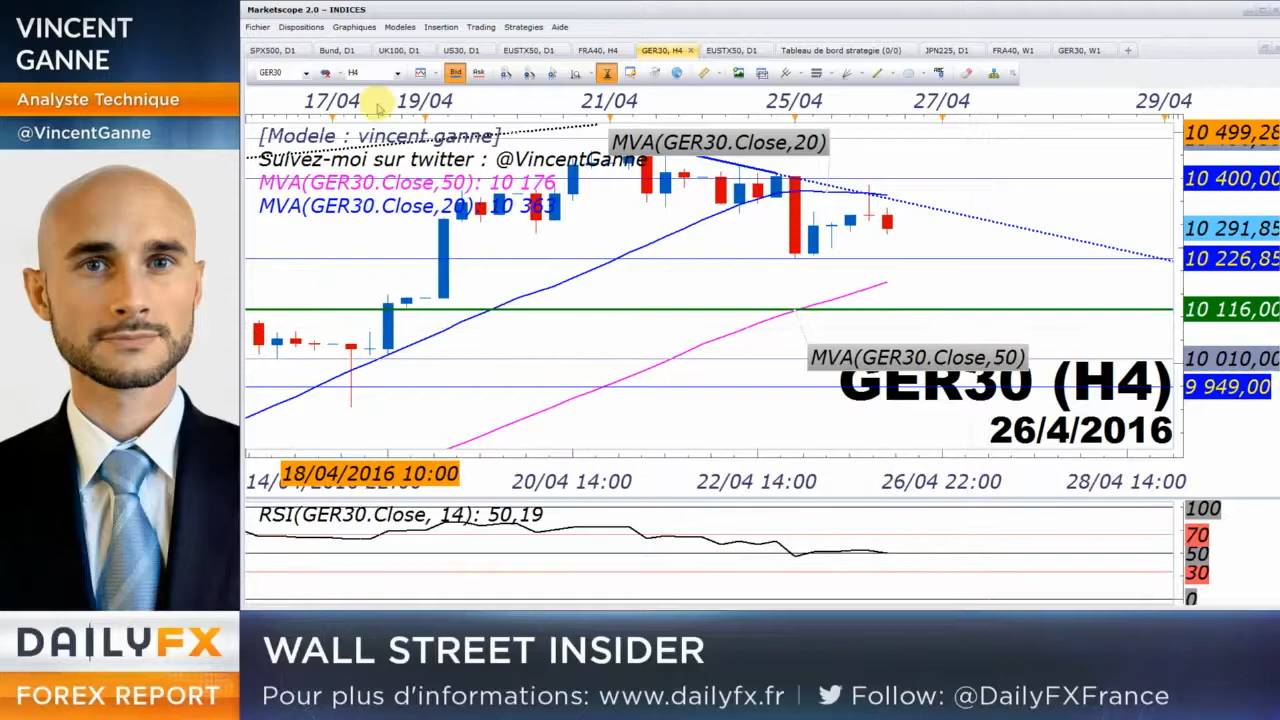 VINCENT
GANNE
Analyste Technique
@VincentGanne
Marketscope 2.0 – INDICES
Fichier Dispositions Graphiques Modeles Insertion Trading Strategies Aide
SPX500, D1 Bund, D1 UK100, D1 US30, D1 EUSTX50, D1 FRA40, H4 GER30, H4 EUSTX50, D1 Tableau de bord strategie (0/0) JPN225, D1 FRA40, W1 GER30, W1
GER30 H4 Bid Ask
17/04 19/04 21/04 25/04 27/04 29/04
[Modele : vincent.ganne]
Suivez-moi sur twitter : @VincentGanne
MVA(GER30.Close,50): 10 176
MVA(GER30.Close,20): 10 363
MVA(GER30.Close,20)
MVA(GER30.Close,50)
10 499,28
10 400,00
10 291,85
10 226,85
10 116,00
10 010,00
9 949,00
GER30 (H4)
26/4/2016
18/04/2016 10:00
20/04 14:00 22/04 14:00 26/04 22:00 28/04 14:00
RSI(GER30.Close, 14): 50,19
100
70
50
30
0
DAILYFX
FOREX REPORT
WALL STREET INSIDER
Pour plus d'informations: www.dailyfx.fr | Follow: @DailyFXFrance